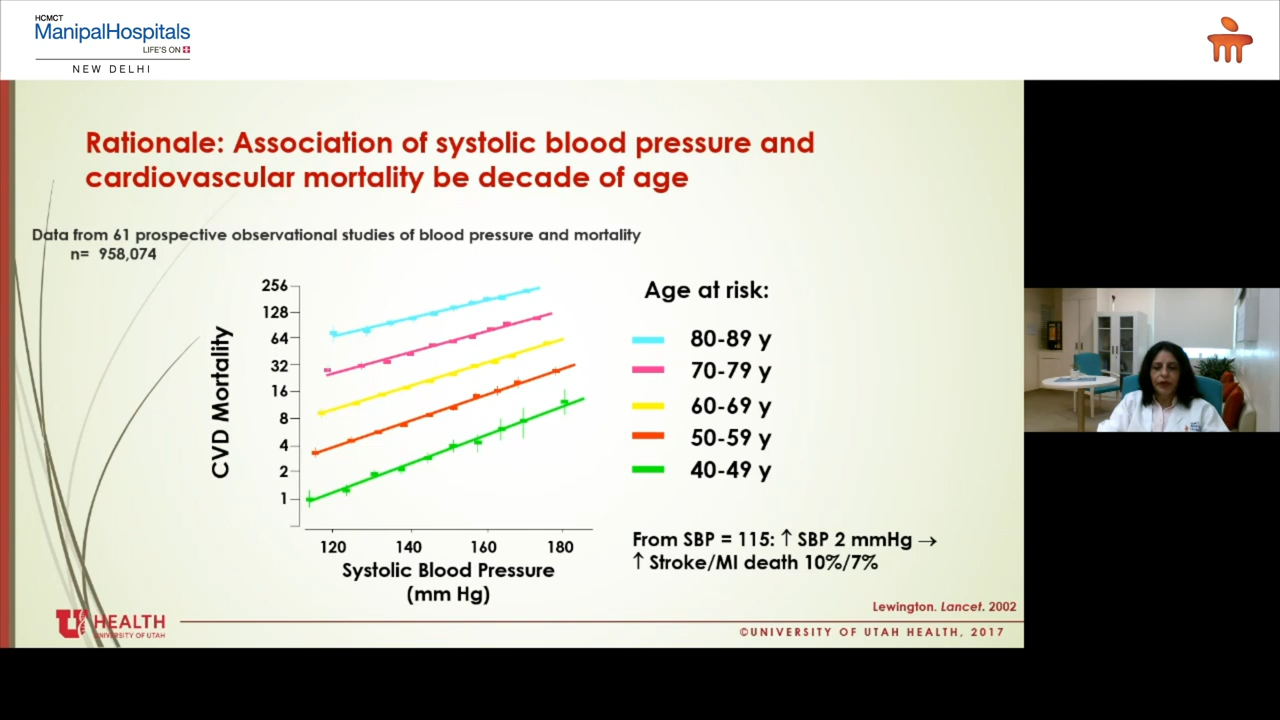 HCMCT
ManipalHospitals
LIFE'S ON
NEW DELHI
Rationale: Association of systolic blood pressure and
cardiovascular mortality be decade of age
Data from 61 prospective observational studies of blood pressure and mortality
n= 958,074
CVD Mortality
256
128
64
32
16
8
4
2
1
120 140 160 180
Systolic Blood Pressure
(mm Hg)
Age at risk:
80-89 y
70-79 y
60-69 y
50-59 y
40-49 y
From SBP = 115: ↑ SBP 2 mmHg →
↑ Stroke/MI death 10%/7%
Lewington. Lancet. 2002
U HEALTH
UNIVERSITY OF UTAH
©UNIVERSITY OF UTAH HEALTH, 2017